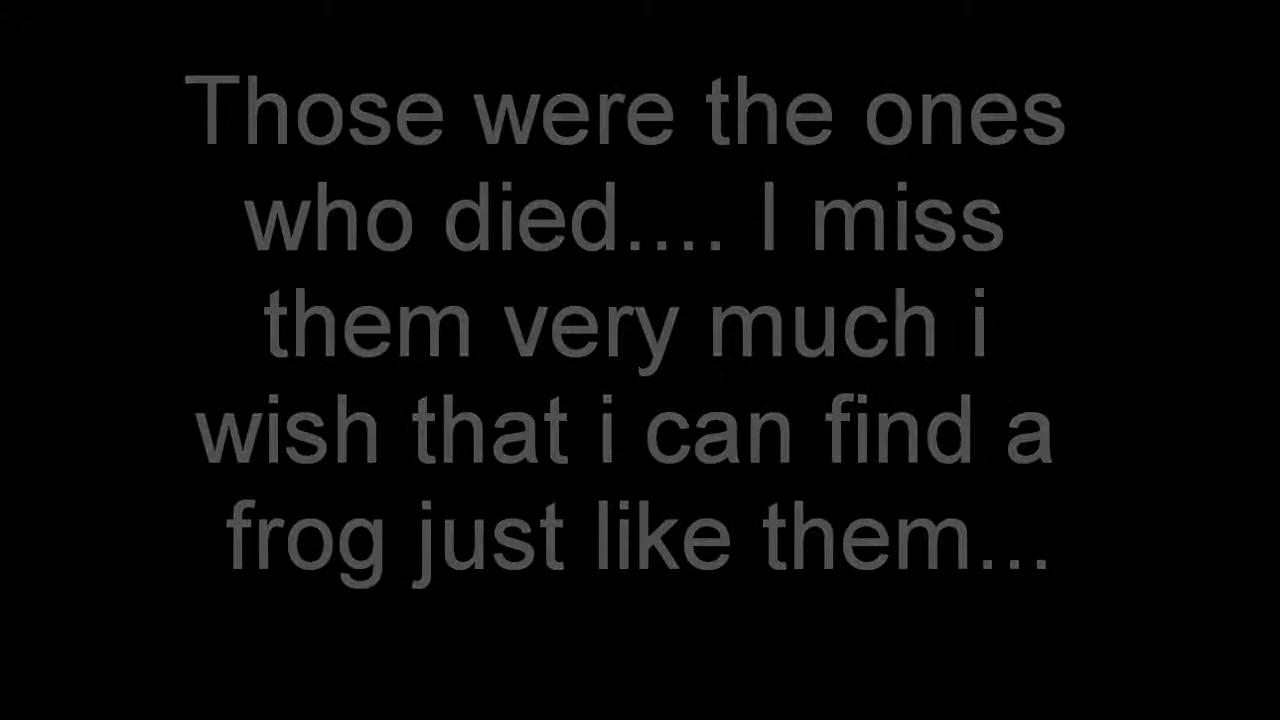 Those were the ones
who died.... I miss
them very much i
wish that i can find a
frog just like them...